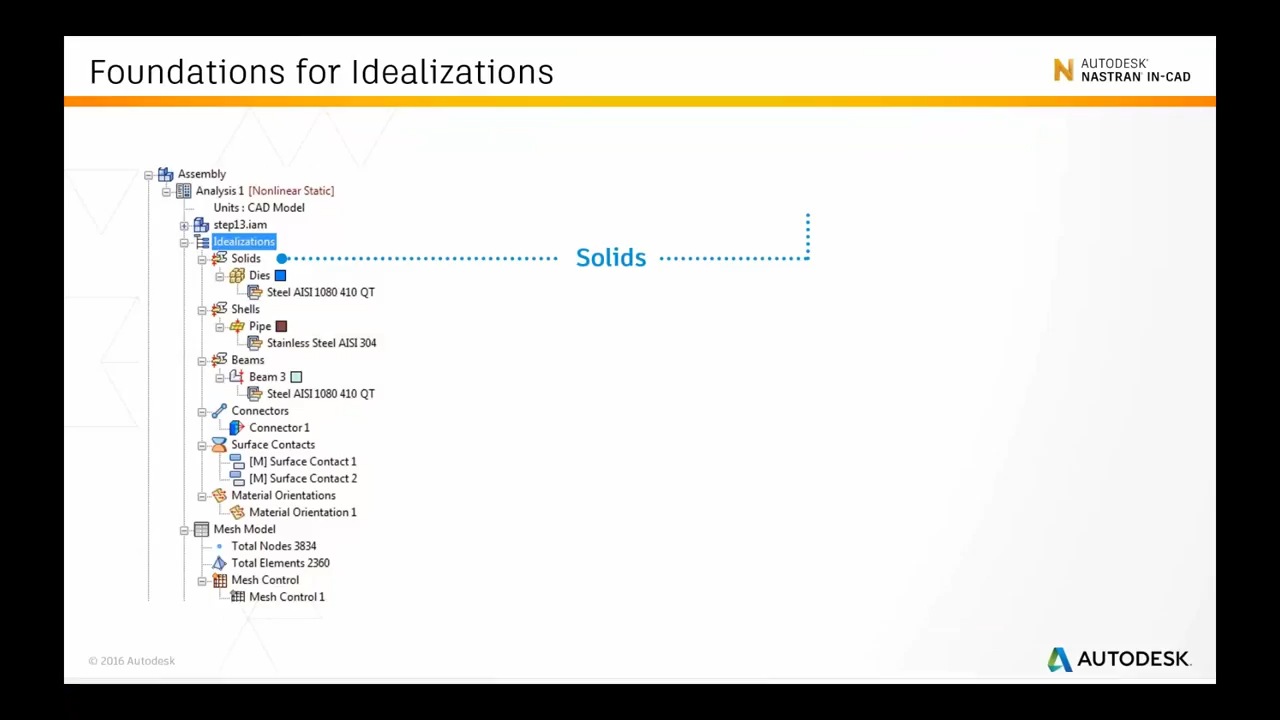 Foundations for Idealizations
N AUTODESK®
NASTRAN® IN-CAD
Assembly
Analysis 1 [Nonlinear Static]
Units : CAD Model
step13.iam
Idealizations
Solids
Solids
Dies
Steel AISI 1080 410 QT
Shells
Pipe
Stainless Steel AISI 304
Beams
Beam 3
Steel AISI 1080 410 QT
Connectors
Connector 1
Surface Contacts
[M] Surface Contact 1
[M] Surface Contact 2
Material Orientations
Material Orientation 1
Mesh Model
Total Nodes 3834
Total Elements 2360
Mesh Control
Mesh Control 1
© 2016 Autodesk
AUTODESK.